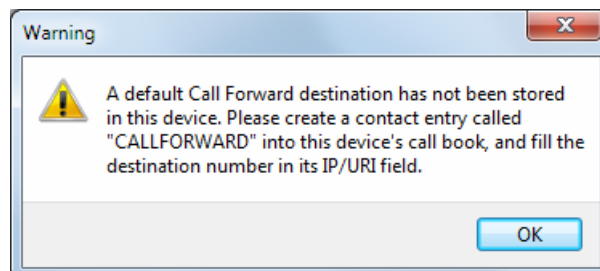 Warning
A default Call Forward destination has not been stored
in this device. Please create a contact entry called
"CALLFORWARD" into this device's call book, and fill the
destination number in its IP/URI field.
OK